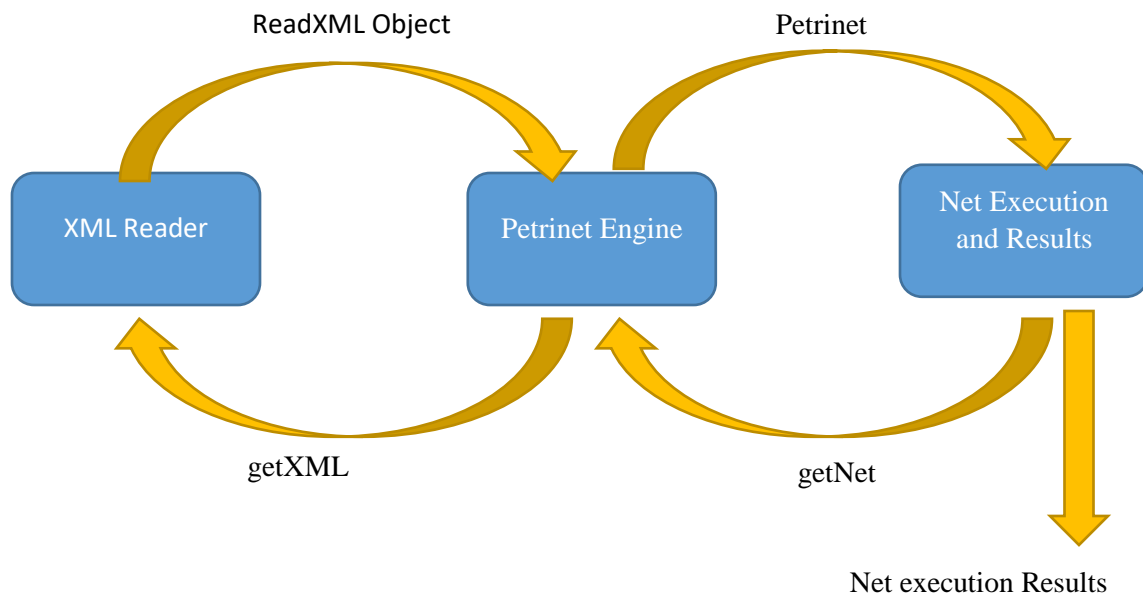 ReadXML Object
Petrinet
XML Reader
Petrinet Engine
Net Execution
and Results
getXML
getNet
Net execution Results